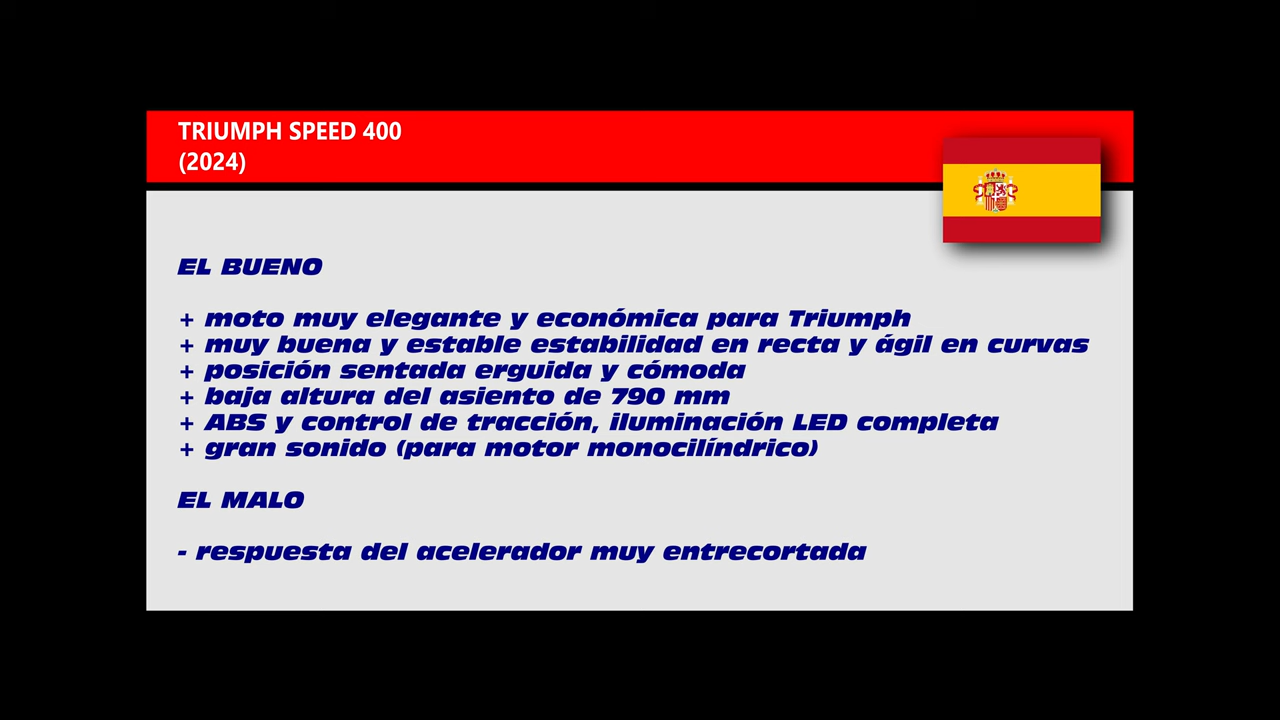 TRIUMPH SPEED 400
(2024)
EL BUENO
+ moto muy elegante y económica para Triumph
+ muy buena y estable estabilidad en recta y ágil en curvas
+ posición sentada erguida y cómoda
+ baja altura del asiento de 790 mm
+ ABS y control de tracción, iluminación LED completa
+ gran sonido (para motor monocilíndrico)
EL MALO
- respuesta del acelerador muy entrecortada